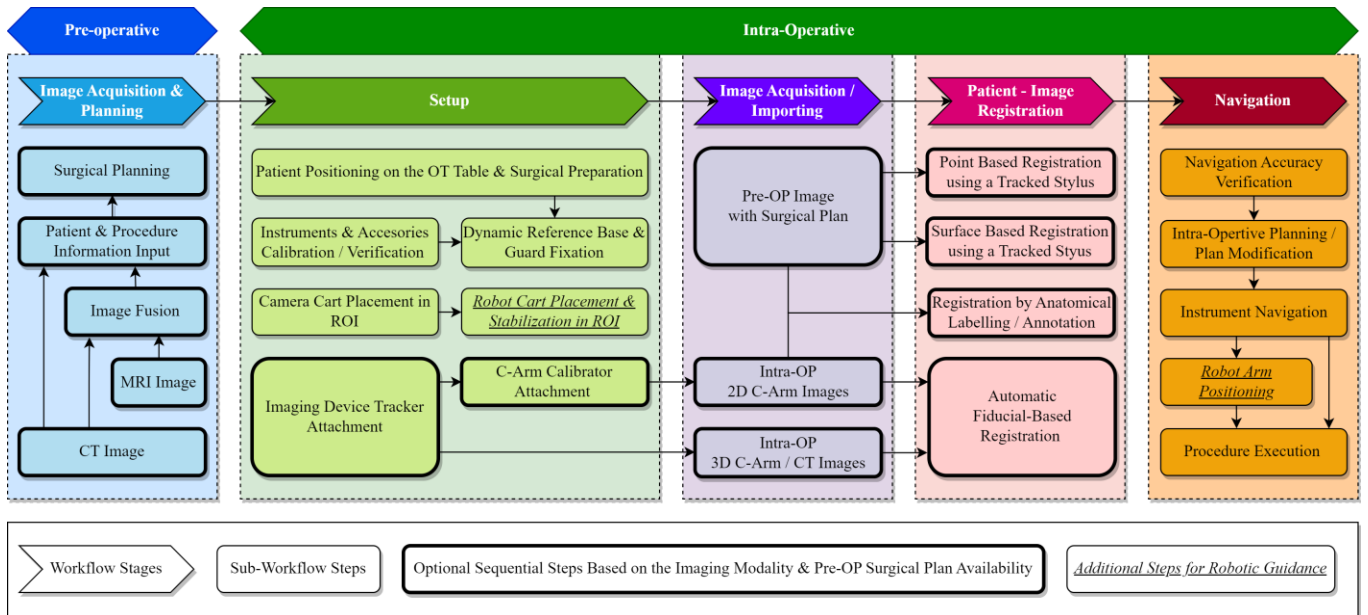 Pre-operative
Intra-Operative
Image Acquisition &
Planning
Setup
Image Acquisition /
Importing
Patient - Image
Registration
Navigation
Surgical Planning
Patient & Procedure
Information Input
Image Fusion
MRI Image
CT Image
Patient Positioning on the OT Table & Surgical Preparation
Instruments & Accesories
Calibration / Verification
Dynamic Reference Base &
Guard Fixation
Camera Cart Placement in
ROI
Robot Cart Placement &
Stabilization in ROI
Imaging Device Tracker
Attachment
C-Arm Calibrator
Attachment
Pre-OP Image
with Surgical Plan
Intra-OP
2D C-Arm Images
Intra-OP
3D C-Arm / CT Images
Point Based Registration
using a Tracked Stylus
Surface Based Registration
using a Tracked Styus
Registration by Anatomical
Labelling / Annotation
Automatic
Fiducial-Based
Registration
Navigation Accuracy
Verification
Intra-Opertive Planning /
Plan Modification
Instrument Navigation
Robot Arm
Positioning
Procedure Execution
Workflow Stages
Sub-Workflow Steps
Optional Sequential Steps Based on the Imaging Modality & Pre-OP Surgical Plan Availability
Additional Steps for Robotic Guidance